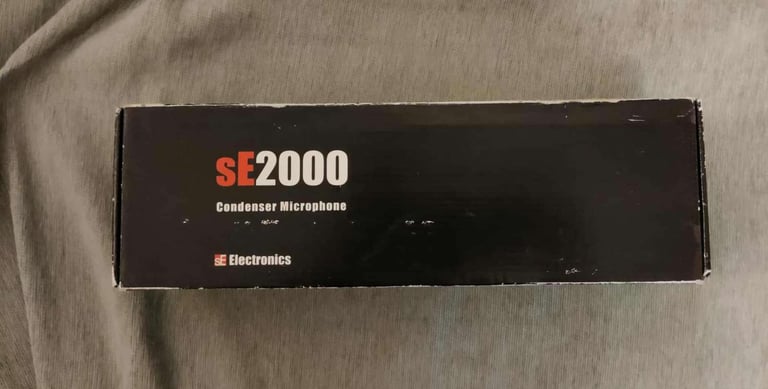 sE2000
Condenser Microphone
sE Electronics